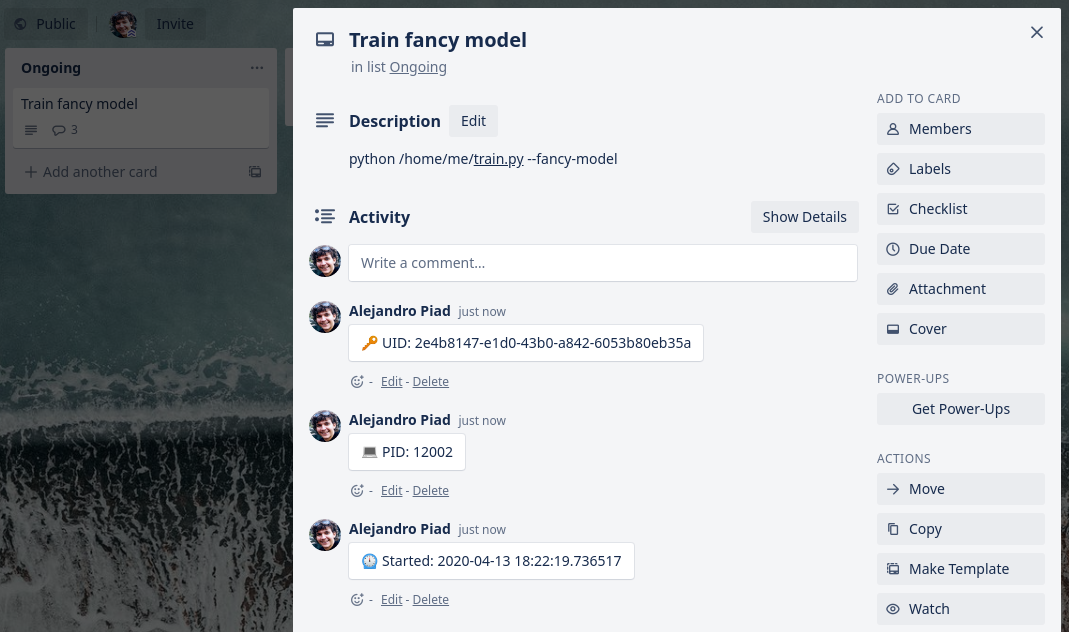 Public
Invite
Ongoing
Train fancy model
3
Add another card
Train fancy model
in list Ongoing
Description
Edit
python /home/me/train.py --fancy-model
Activity
Show Details
Write a comment…
Alejandro Piad just now
UID: 2e4b8147-e1d0-43b0-a842-6053b80eb35a
- Edit - Delete
Alejandro Piad just now
PID: 12002
- Edit - Delete
Alejandro Piad just now
Started: 2020-04-13 18:22:19.736517
- Edit - Delete
ADD TO CARD
Members
Labels
Checklist
Due Date
Attachment
Cover
POWER-UPS
Get Power-Ups
ACTIONS
Move
Copy
Make Template
Watch